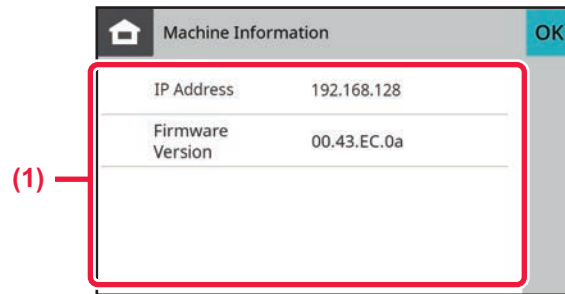 Machine Information OK
IP Address 192.168.128
Firmware
Version 00.43.EC.0a
(1)